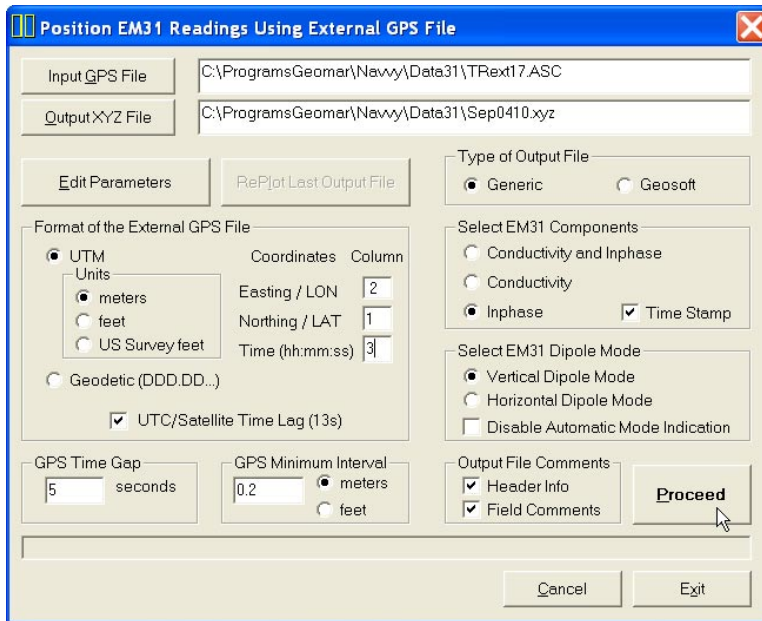 Position EM31 Readings Using External GPS File
Input GPS File
C:\ProgramsGeomar\Navvy\Data31\TRext17.ASC
Output XYZ File
C:\ProgramsGeomar\Navvy\Data31\Sep0410.xyz
Edit Parameters
RePlot Last Output File
Type of Output File
Generic
Geosoft
Format of the External GPS File
UTM
Coordinates Column
Units
meters
feet
US Survey feet
Easting / LON 2
Northing / LAT 1
Time (hh:mm:ss) 3
Geodetic (DDD.DD...)
UTC/Satellite Time Lag (13s)
Select EM31 Components
Conductivity and Inphase
Conductivity
Inphase
Time Stamp
Select EM31 Dipole Mode
Vertical Dipole Mode
Horizontal Dipole Mode
Disable Automatic Mode Indication
GPS Time Gap
5 seconds
GPS Minimum Interval
0.2
meters
feet
Output File Comments
Header Info
Field Comments
Proceed
Cancel
Exit